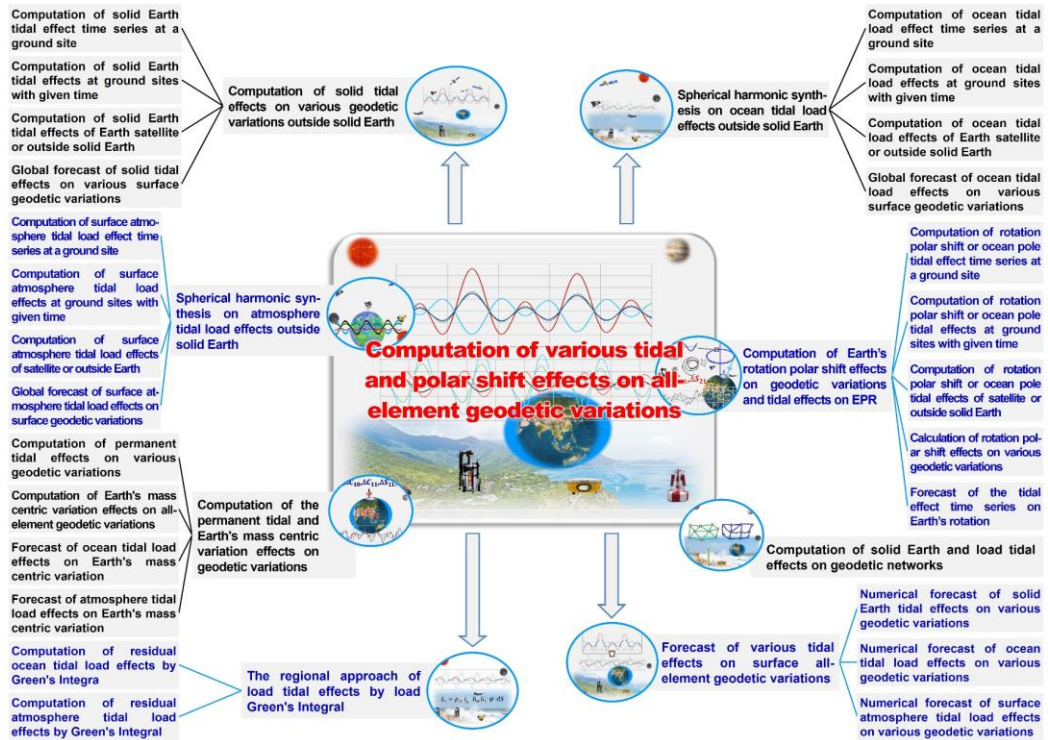 Computation of solid Earth
tidal effect time series at a
ground site
Computation of solid Earth
tidal effects at ground sites
with given time
Computation of solid Earth
tidal effects of Earth satellite
or outside solid Earth
Global forecast of solid tidal
effects on various surface
geodetic variations
Computation of solid tidal
effects on various geodetic
variations outside solid Earth
Spherical harmonic synth-
esis on ocean tidal load
effects outside solid Earth
Computation of ocean tidal
load effect time series at a
ground site
Computation of ocean tidal
load effects at ground sites
with given time
Computation of ocean tidal
load effects of Earth satellite
or outside solid Earth
Global forecast of ocean tidal
load effects on various
surface geodetic variations
Computation of surface atmo-
sphere tidal load effect time
series at a ground site
Computation of surface
atmosphere tidal load
effects at ground sites with
given time
Computation of surface
atmosphere tidal load effects
of satellite or outside Earth
Global forecast of surface at-
mosphere tidal load effects on
surface geodetic variations
Spherical harmonic syn-
thesis on atmosphere
tidal load effects outside
solid Earth
Computation of various tidal
and polar shift effects on all-
element geodetic variations
Computation of Earth's
rotation polar shift effects
on geodetic variations
and tidal effects on EPR
Computation of rotation
polar shift or ocean pole
tidal effect time series at
a ground site
Computation of rotation
polar shift or ocean pole
tidal effects at ground
sites with given time
Computation of rotation
polar shift or ocean pole
tidal effects of satellite or
outside solid Earth
Calculation of rotation pol-
ar shift effects on various
geodetic variations
Forecast of the tidal
effect time series on
Earth's rotation
Computation of permanent
tidal effects on various
geodetic variations
Computation of Earth's mass
centric variation effects on all-
element geodetic variations
Forecast of ocean tidal load
effects on Earth's mass
centric variation
Forecast of atmosphere tidal
load effects on Earth's mass
centric variation
Computation of the
permanent tidal and
Earth's mass centric
variation effects on
geodetic variations
Computation of solid Earth and load tidal
effects on geodetic networks
Computation of residual
ocean tidal load effects by
Green's Integra
Computation of residual
atmosphere tidal load
effects by Green's Integral
The regional approach of
load tidal effects by load
Green's Integral
Forecast of various tidal
effects on surface all-
element geodetic variations
Numerical forecast of solid
Earth tidal effects on various
geodetic variations
Numerical forecast of ocean
tidal load effects on various
geodetic variations
Numerical forecast of surface
atmosphere tidal load effects
on various geodetic variations